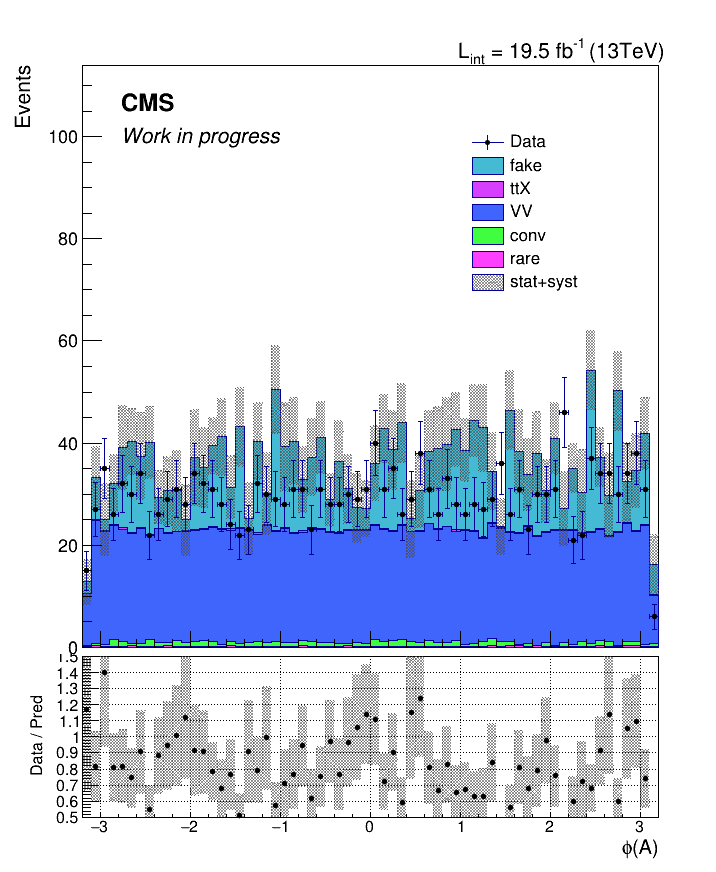 L_int = 19.5 fb^-1 (13TeV)
Events
CMS
Work in progress
Data
fake
ttX
VV
conv
rare
stat+syst
100
80
60
40
20
0
Data / Pred
1.5
1.4
1.3
1.2
1.1
1
0.9
0.8
0.7
0.6
0.5
−3 −2 −1 0 1 2 3
ϕ(A)